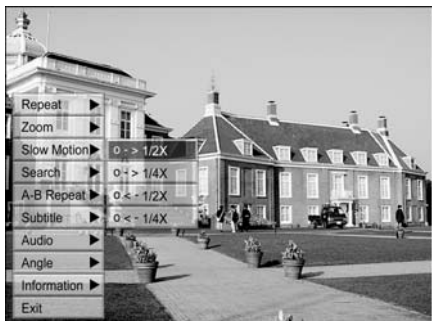 Repeat
Zoom
Slow Motion
Search
A-B Repeat
Subtitle
Audio
Angle
Information
Exit
o - > 1/2X
o - > 1/4X
o < - 1/2X
o < - 1/4X